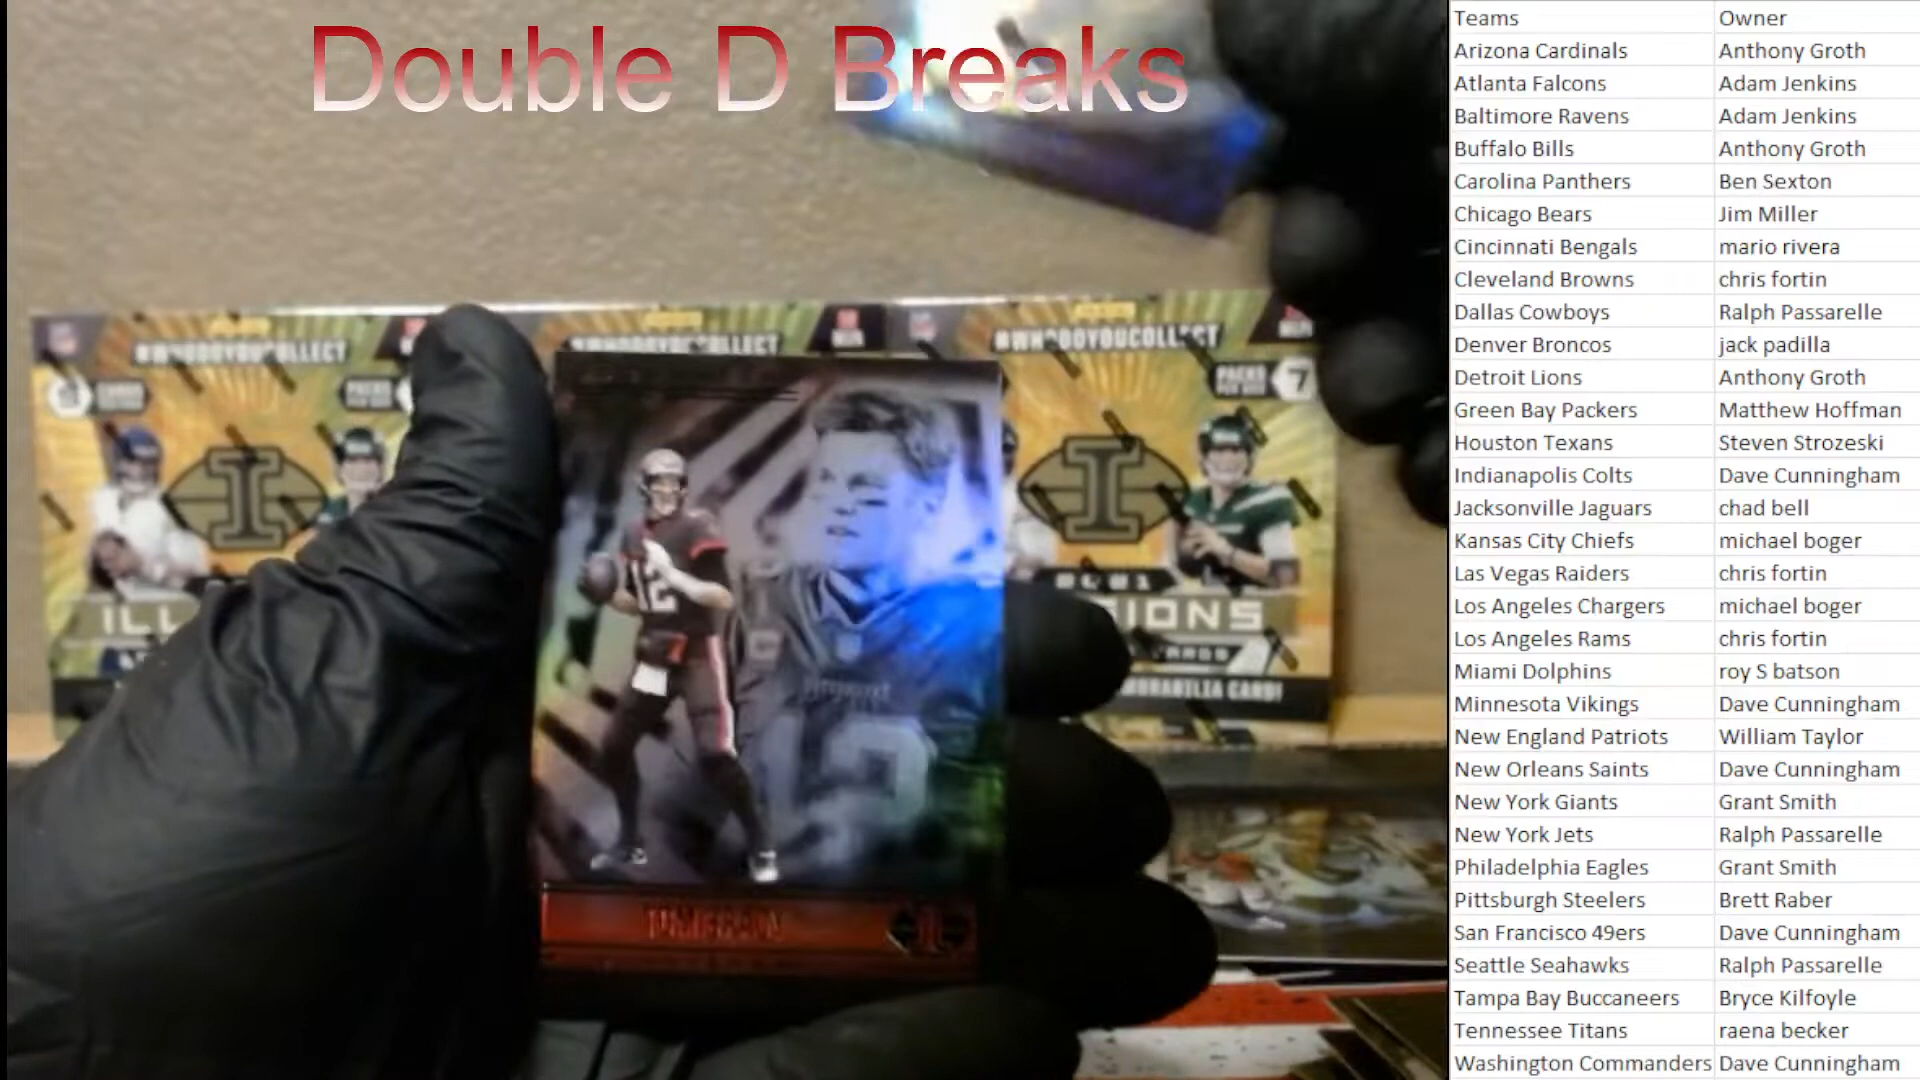 Double D Breaks
Teams Owner
Arizona Cardinals Anthony Groth
Atlanta Falcons Adam Jenkins
Baltimore Ravens Adam Jenkins
Buffalo Bills Anthony Groth
Carolina Panthers Ben Sexton
Chicago Bears Jim Miller
Cincinnati Bengals mario rivera
Cleveland Browns chris fortin
Dallas Cowboys Ralph Passarelle
Denver Broncos jack padilla
Detroit Lions Anthony Groth
Green Bay Packers Matthew Hoffman
Houston Texans Steven Strozeski
Indianapolis Colts Dave Cunningham
Jacksonville Jaguars chad bell
Kansas City Chiefs michael boger
Las Vegas Raiders chris fortin
Los Angeles Chargers michael boger
Los Angeles Rams chris fortin
Miami Dolphins roy S batson
Minnesota Vikings Dave Cunningham
New England Patriots William Taylor
New Orleans Saints Dave Cunningham
New York Giants Grant Smith
New York Jets Ralph Passarelle
Philadelphia Eagles Grant Smith
Pittsburgh Steelers Brett Raber
San Francisco 49ers Dave Cunningham
Seattle Seahawks Ralph Passarelle
Tampa Bay Buccaneers Bryce Kilfoyle
Tennessee Titans raena becker
Washington Commanders Dave Cunningham
#WHODOYOUCOLLECT
#WHODOYOUCOLLECT
#WHODOYOUCOLLECT
PACKS
7
I
I
ILL
IONS
12
12